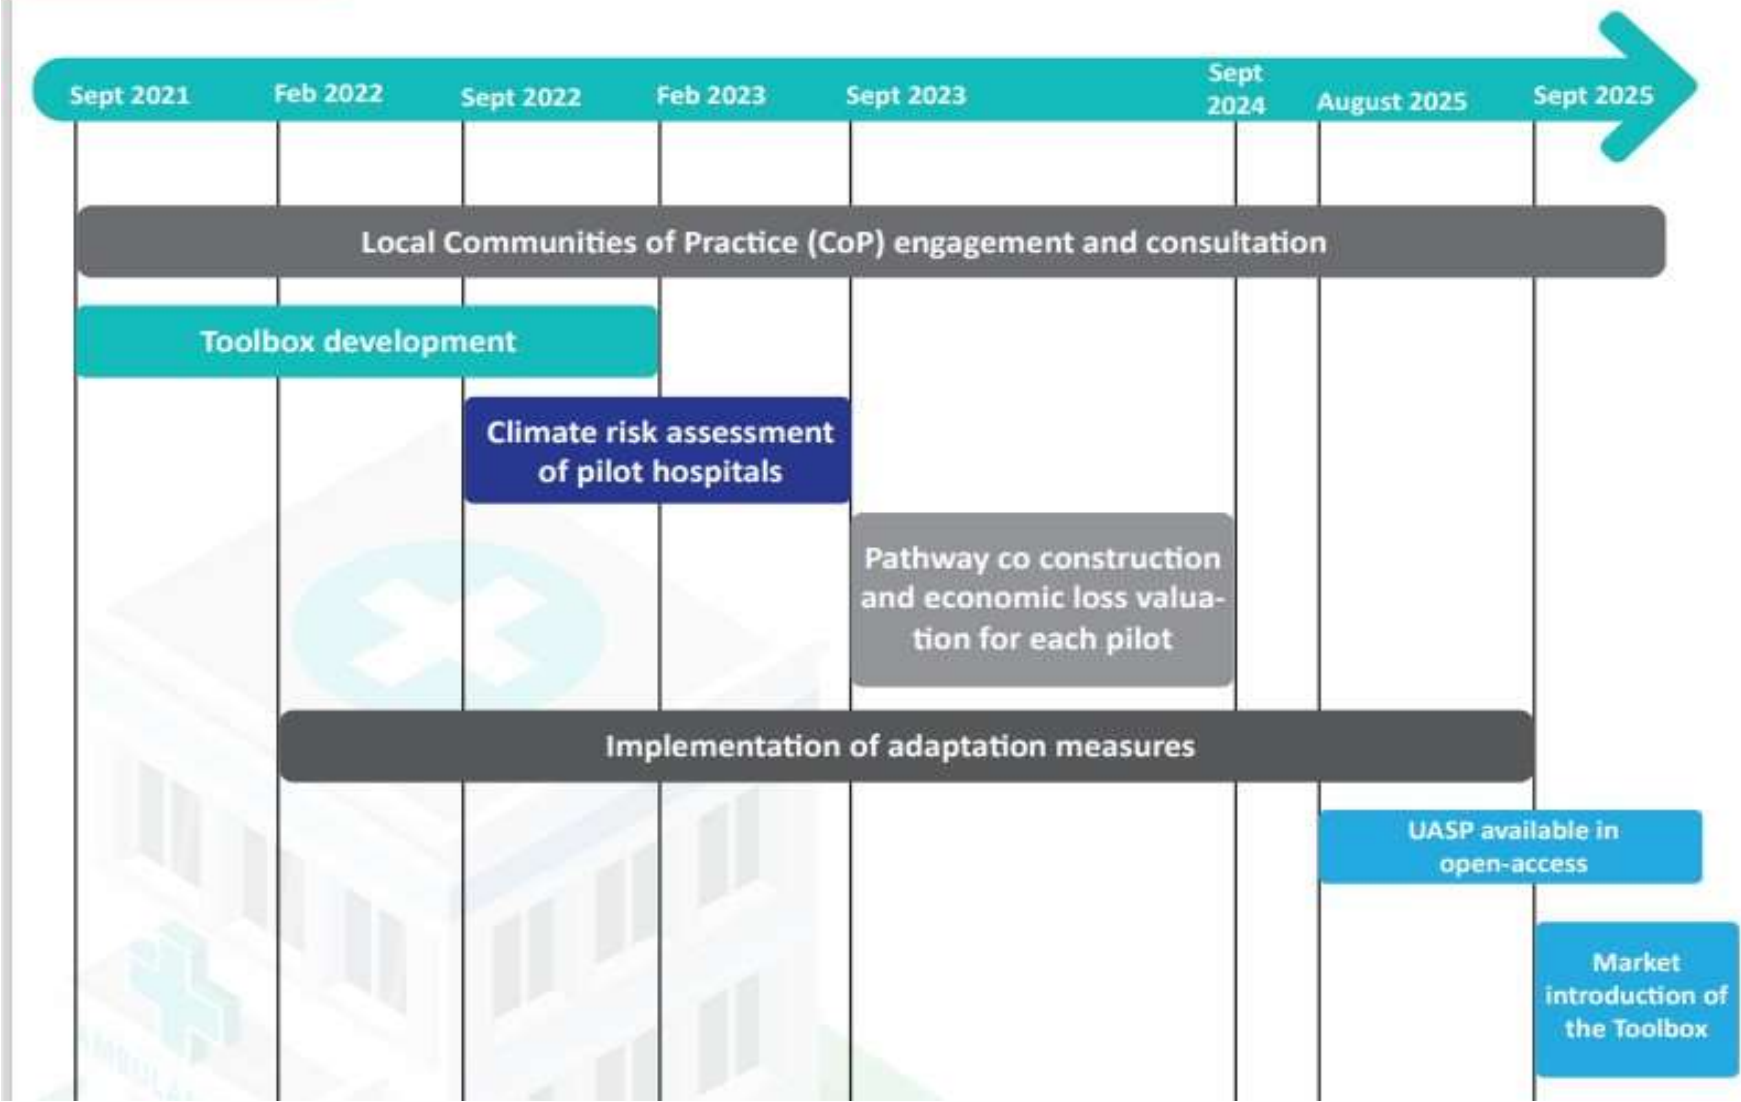 Sept 2021
Feb 2022
Sept 2022
Feb 2023
Sept 2023
Sept
2024
August 2025
Sept 2025
Local Communities of Practice (CoP) engagement and consultation
Toolbox development
Climate risk assessment
of pilot hospitals
Pathway co construction
and economic loss valua-
tion for each pilot
Implementation of adaptation measures
UASP available in
open-access
Market
introduction of
the Toolbox